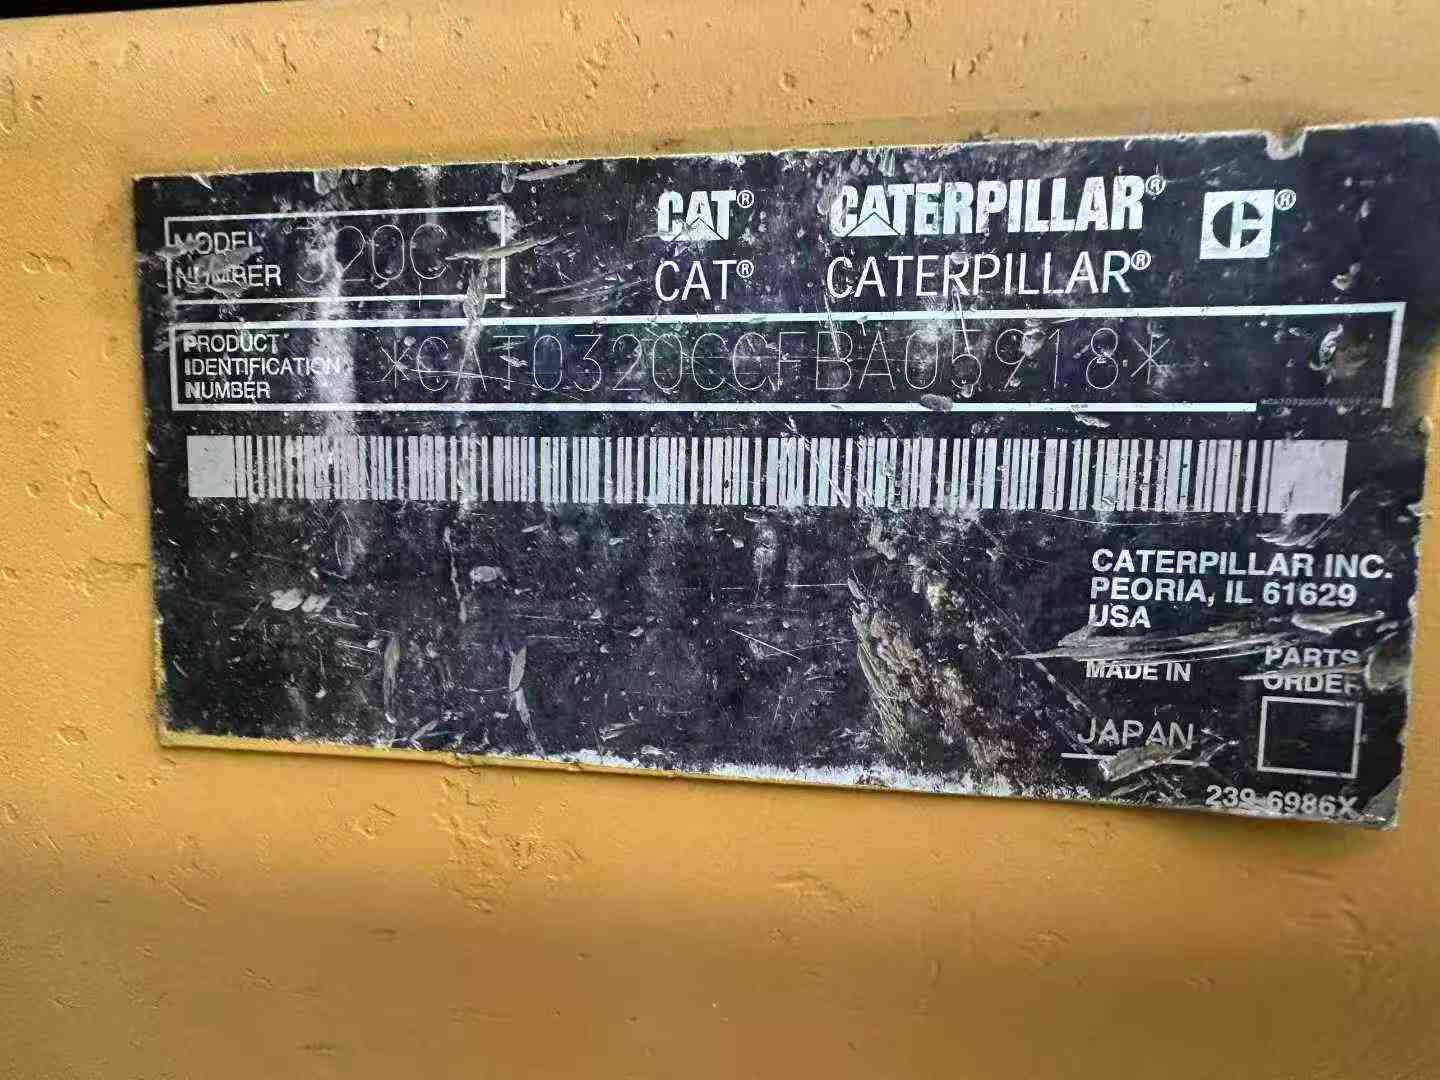 MODEL NUMBER 320C
CAT® CATERPILLAR® ®
CAT® CATERPILLAR®
PRODUCT IDENTIFICATION NUMBER
*CAT0320CCFBA05918*
CATERPILLAR INC.
PEORIA, IL 61629
USA
MADE IN
JAPAN
PARTS
ORDER
239-6986X